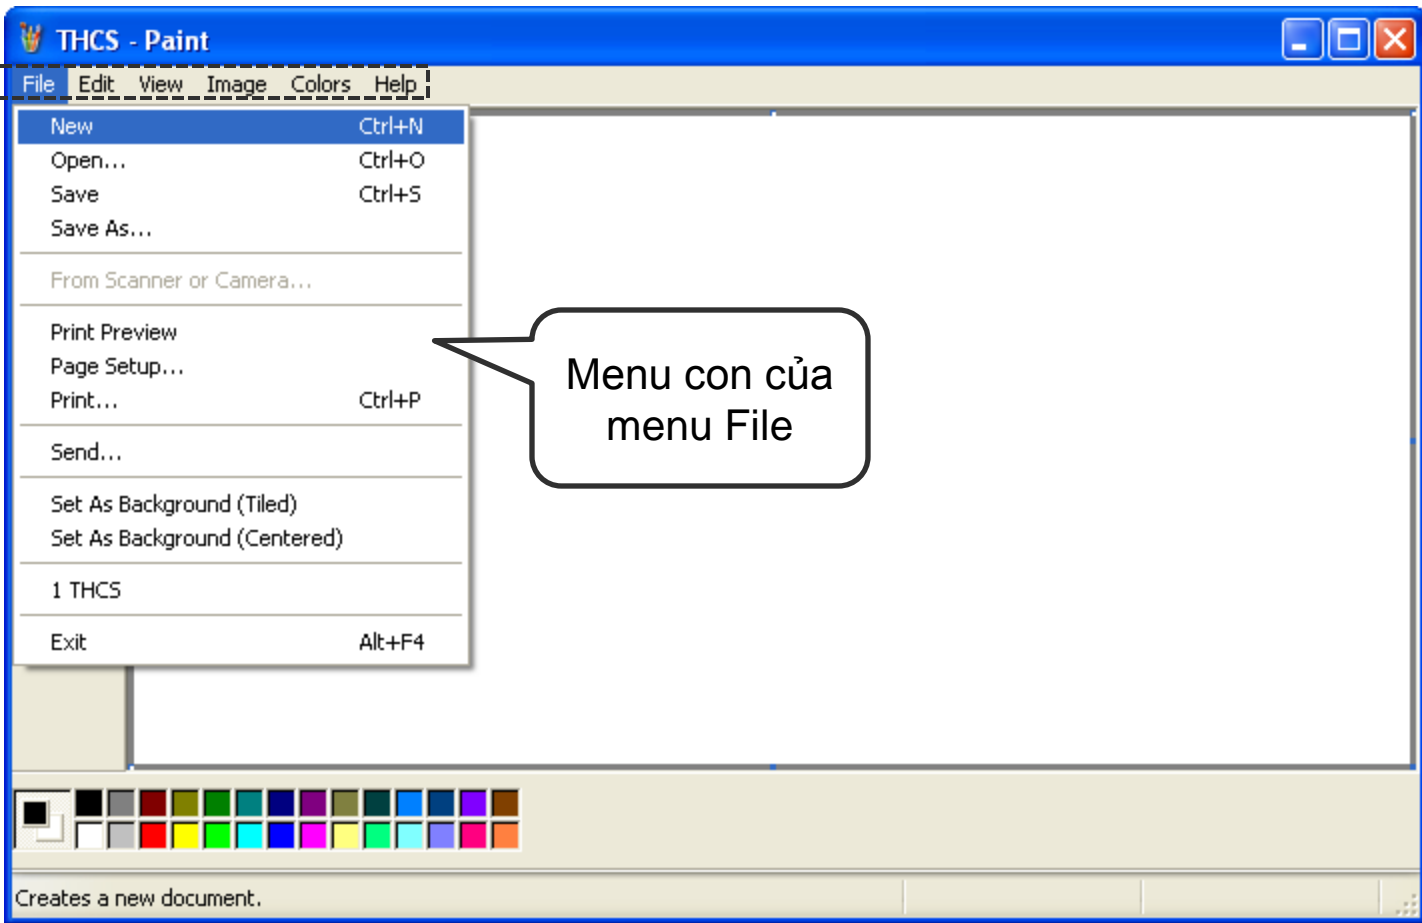 THCS - Paint
File Edit View Image Colors Help
New Ctrl+N
Open... Ctrl+O
Save Ctrl+S
Save As...
From Scanner or Camera...
Print Preview
Page Setup...
Print... Ctrl+P
Send...
Set As Background (Tiled)
Set As Background (Centered)
1 THCS
Exit Alt+F4
Menu con của
menu File
Creates a new document.